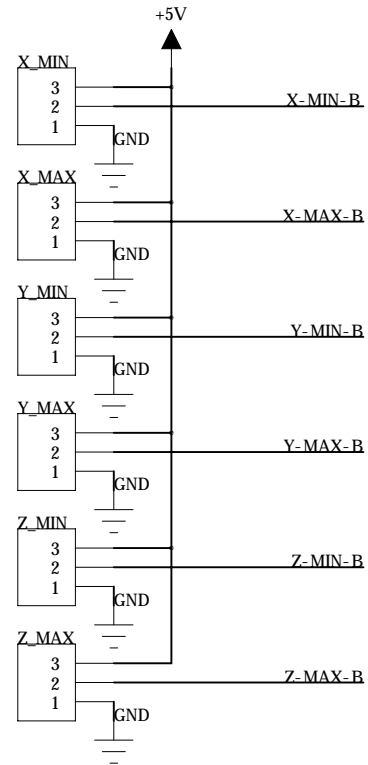 +5V
X_MIN
3
2
X-MIN-B
1
GND
X_MAX
3
2
X-MAX-B
1
GND
Y_MIN
3
2
Y-MIN-B
1
GND
Y_MAX
3
2
Y-MAX-B
1
GND
Z_MIN
3
2
Z-MIN-B
1
GND
Z_MAX
3
2
Z-MAX-B
1
GND